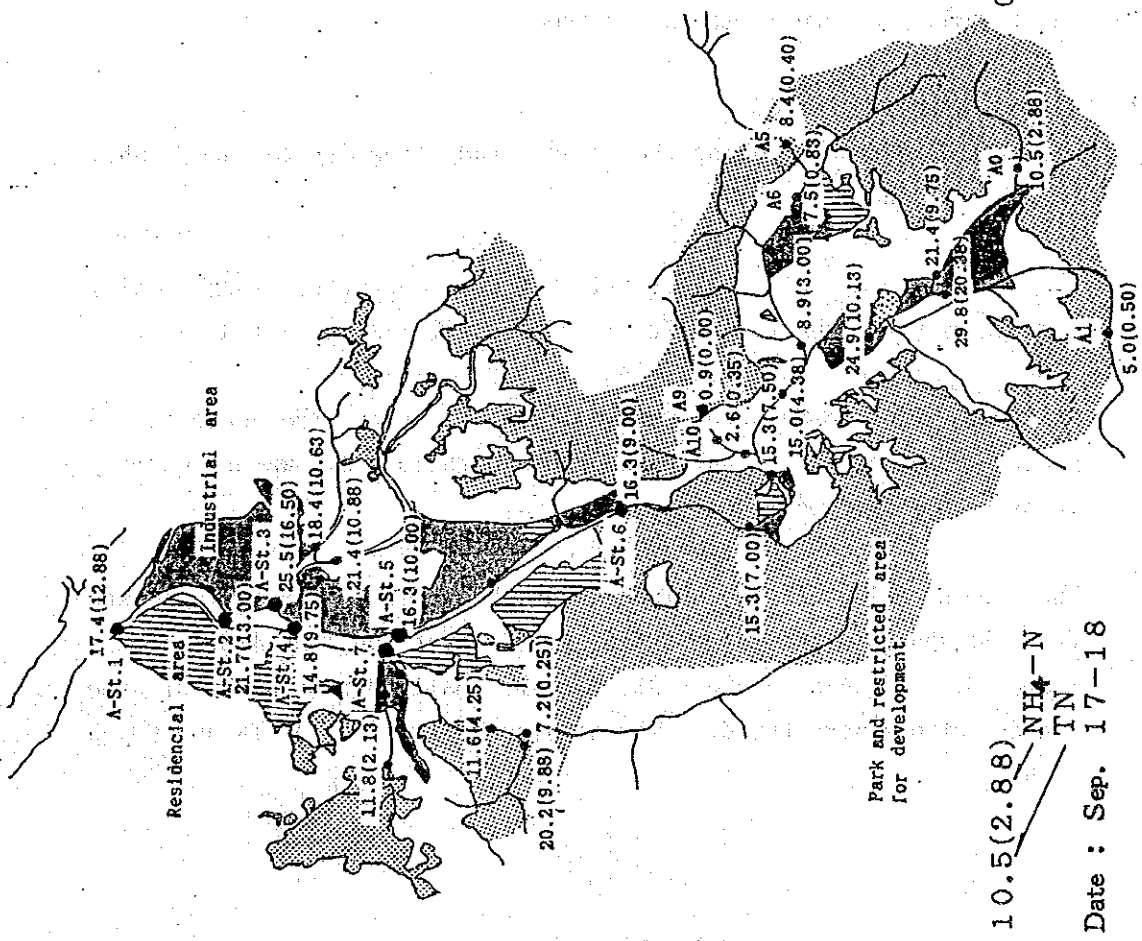 A-St.1
17.4(12.88)
Residencial area
Industrial area
A-St.2
21.7(13.00)
A-St.3
25.5(16.50)
A-St.4
14.8(9.75)
18.4(10.63)
21.4(10.88)
A-St.5
16.3(10.00)
A-St.7
11.8(2.13)
11.6(4.25)
20.2(9.88)
7.2(0.25)
A-St.6
16.3(9.00)
15.3(7.00)
A10
2.6(0.35)
A9
0.9(0.00)
15.3(7.50)
15.0(4.38)
8.9(3.00)
A6
7.5(0.83)
A5
8.4(0.40)
24.9(10.13)
21.4(9.75)
29.8(20.38)
A0
10.5(2.88)
A1
5.0(0.50)
Park and restricted area
for development
10.5(2.88)
NH4-N
TN
Date : Sep. 17-18